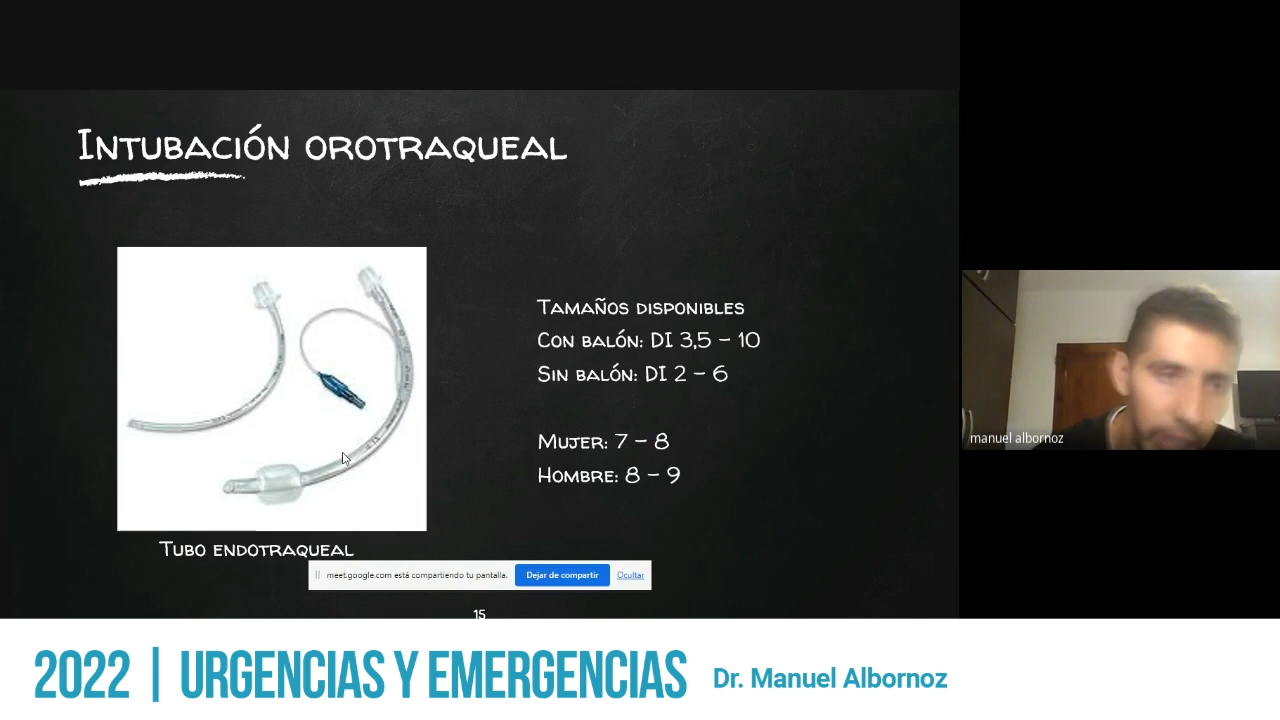 Intubación orotraqueal
Tamaños disponibles
Con balón: DI 3,5 – 10
Sin balón: DI 2 – 6
Mujer: 7 – 8
Hombre: 8 – 9
Tubo endotraqueal
meet.google.com está compartiendo tu pantalla.
Dejar de compartir
Ocultar
15
manuel albornoz
2022 | URGENCIAS Y EMERGENCIAS Dr. Manuel Albornoz